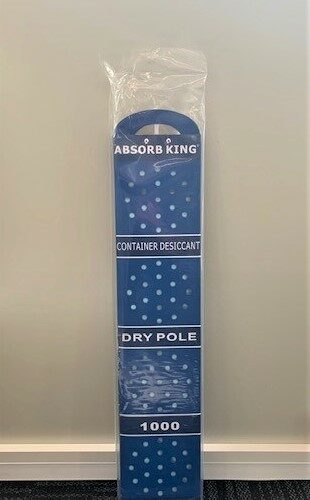 ABSORB KING®
CONTAINER DESICCANT
DRY POLE
1000